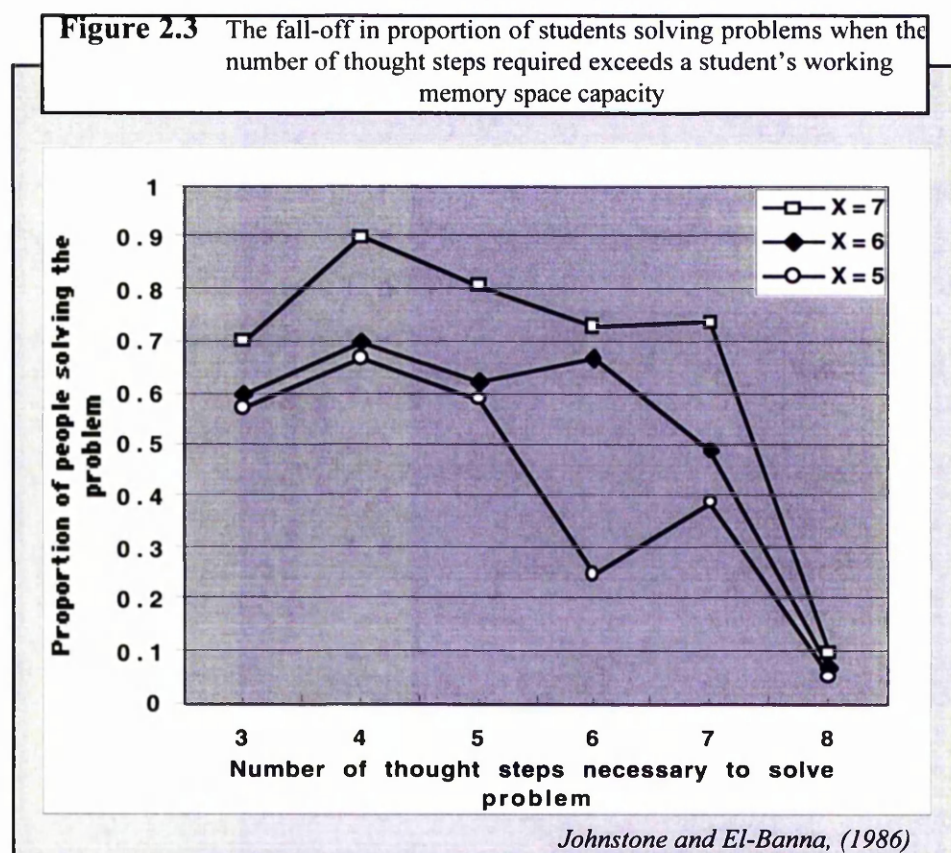 Figure 2.3 The fall-off in proportion of students solving problems when the
number of thought steps required exceeds a student's working
memory space capacity
1
0.9
0.8
0.7
0.6
0.5
0.4
0.3
0.2
0.1
0
Proportion of people solving the
problem
X = 7
X = 6
X = 5
3 4 5 6 7 8
Number of thought steps necessary to solve
problem
Johnstone and El-Banna, (1986)